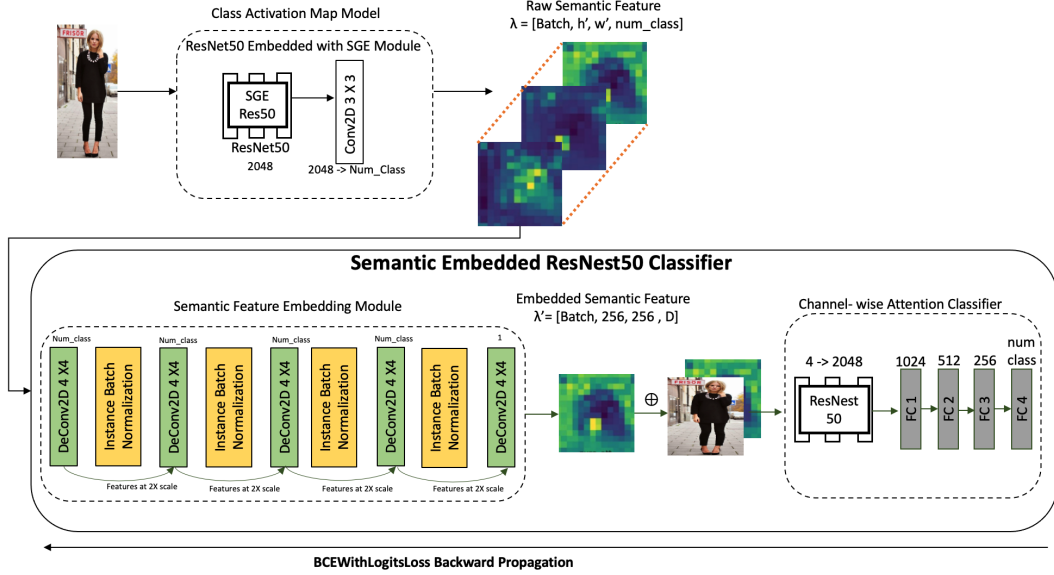 Class Activation Map Model
Raw Semantic Feature
λ = [Batch, h', w', num_class]
ResNet50 Embedded with SGE Module
FRISOR
SGE
Res50
ResNet50
2048
Conv2D 3 X 3
2048 -> Num_Class
Semantic Embedded ResNest50 Classifier
Semantic Feature Embedding Module
Embedded Semantic Feature
λ'= [Batch, 256, 256 , D]
Channel- wise Attention Classifier
Num_class
Num_class
Num_class
Num_class
1
DeConv2D 4 X4
Instance Batch
Normalization
DeConv2D 4 X4
Instance Batch
Normalization
DeConv2D 4 X4
Instance Batch
Normalization
DeConv2D 4 X4
Instance Batch
Normalization
DeConv2D 4 X4
Features at 2X scale
Features at 2X scale
Features at 2X scale
Features at 2X scale
⊕
FRISOR
4 -> 2048
ResNest
50
1024
512
256
num
class
FC 1
FC 2
FC 3
FC 4
BCEWithLogitsLoss Backward Propagation